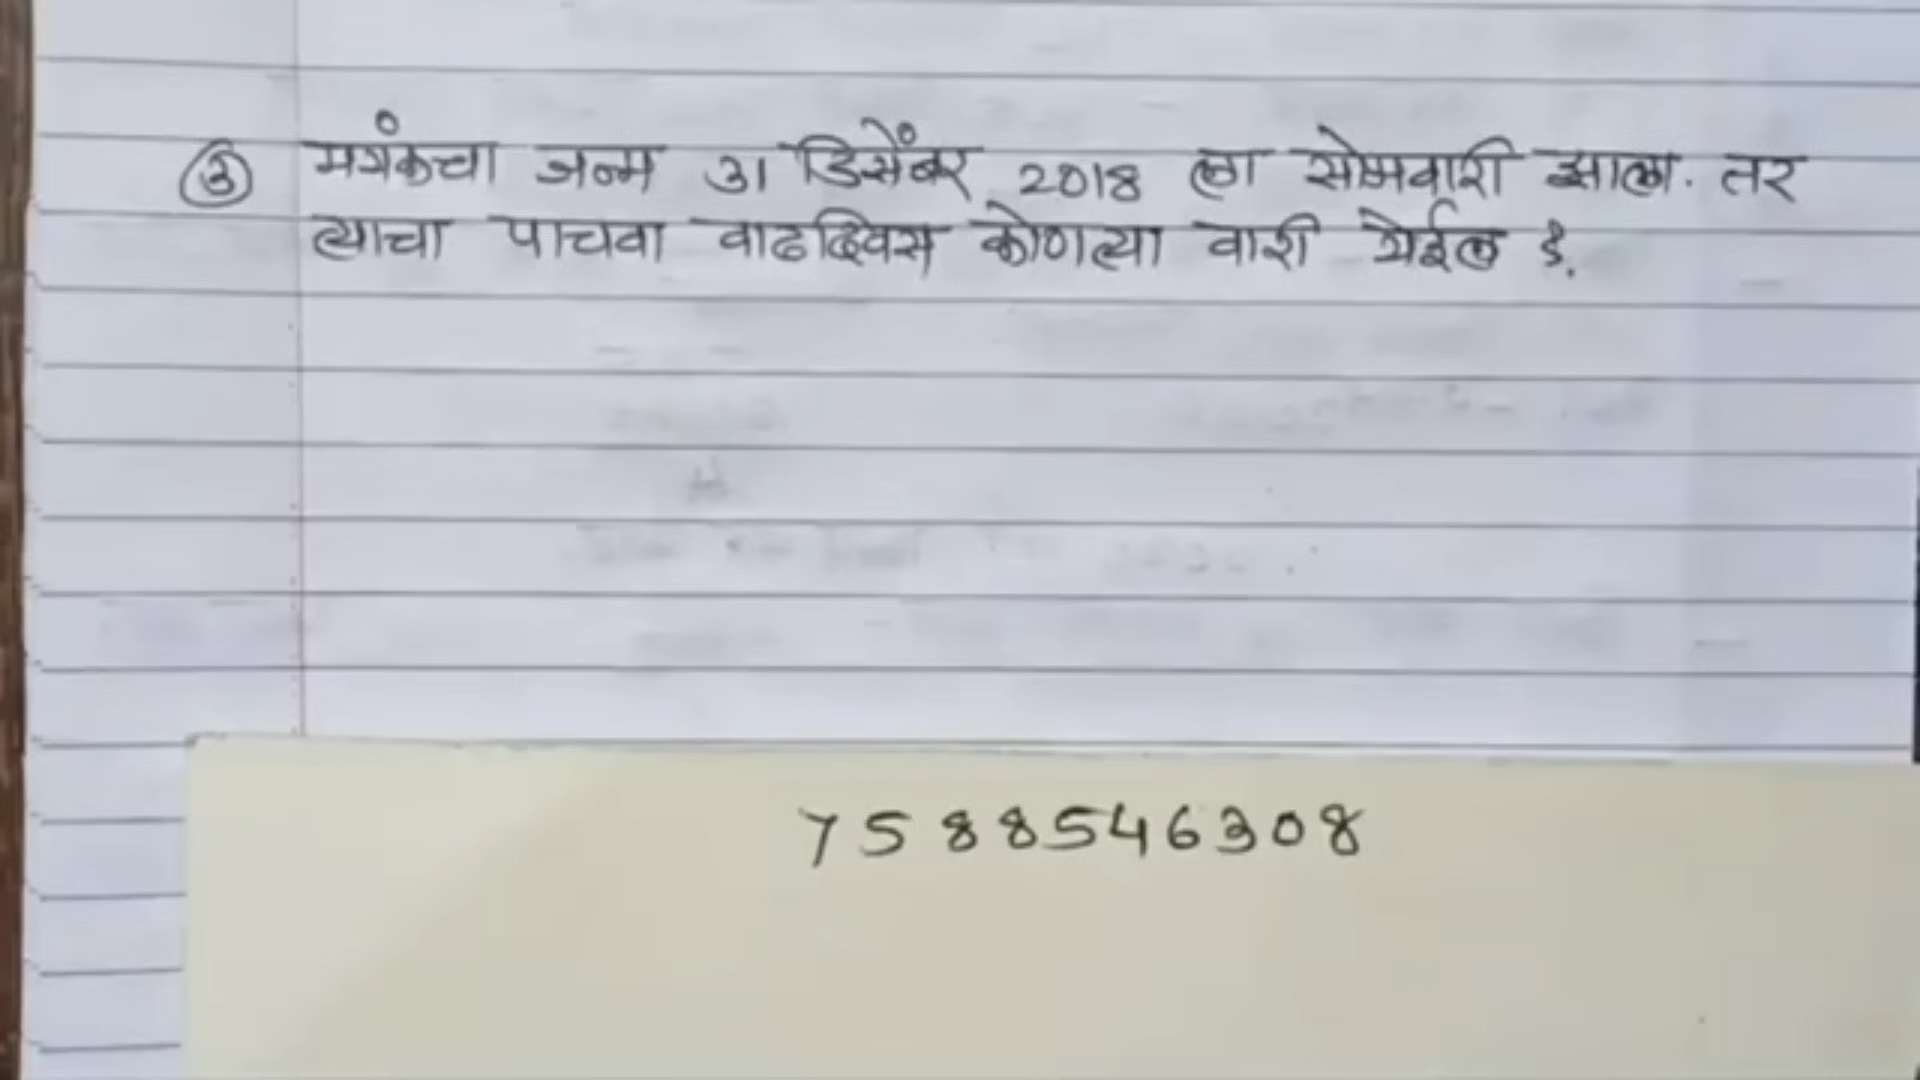 ③ मयंकचा जन्म 31 डिसेंबर 2018 ला सोमवारी झाला. तर
त्याचा पाचवा वाढदिवस कोणत्या वारी येईल ?.
7588546308